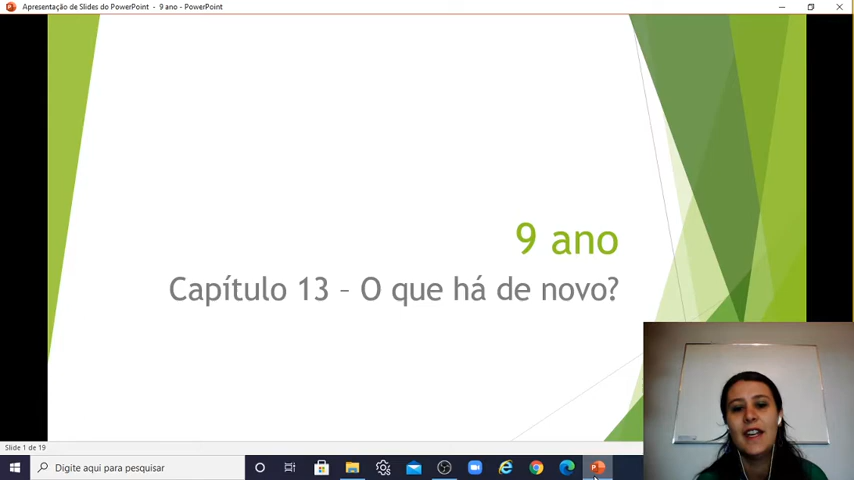 Apresentação de Slides do PowerPoint - 9 ano - PowerPoint
9 ano
Capítulo 13 – O que há de novo?
Slide 1 de 19
Digite aqui para pesquisar